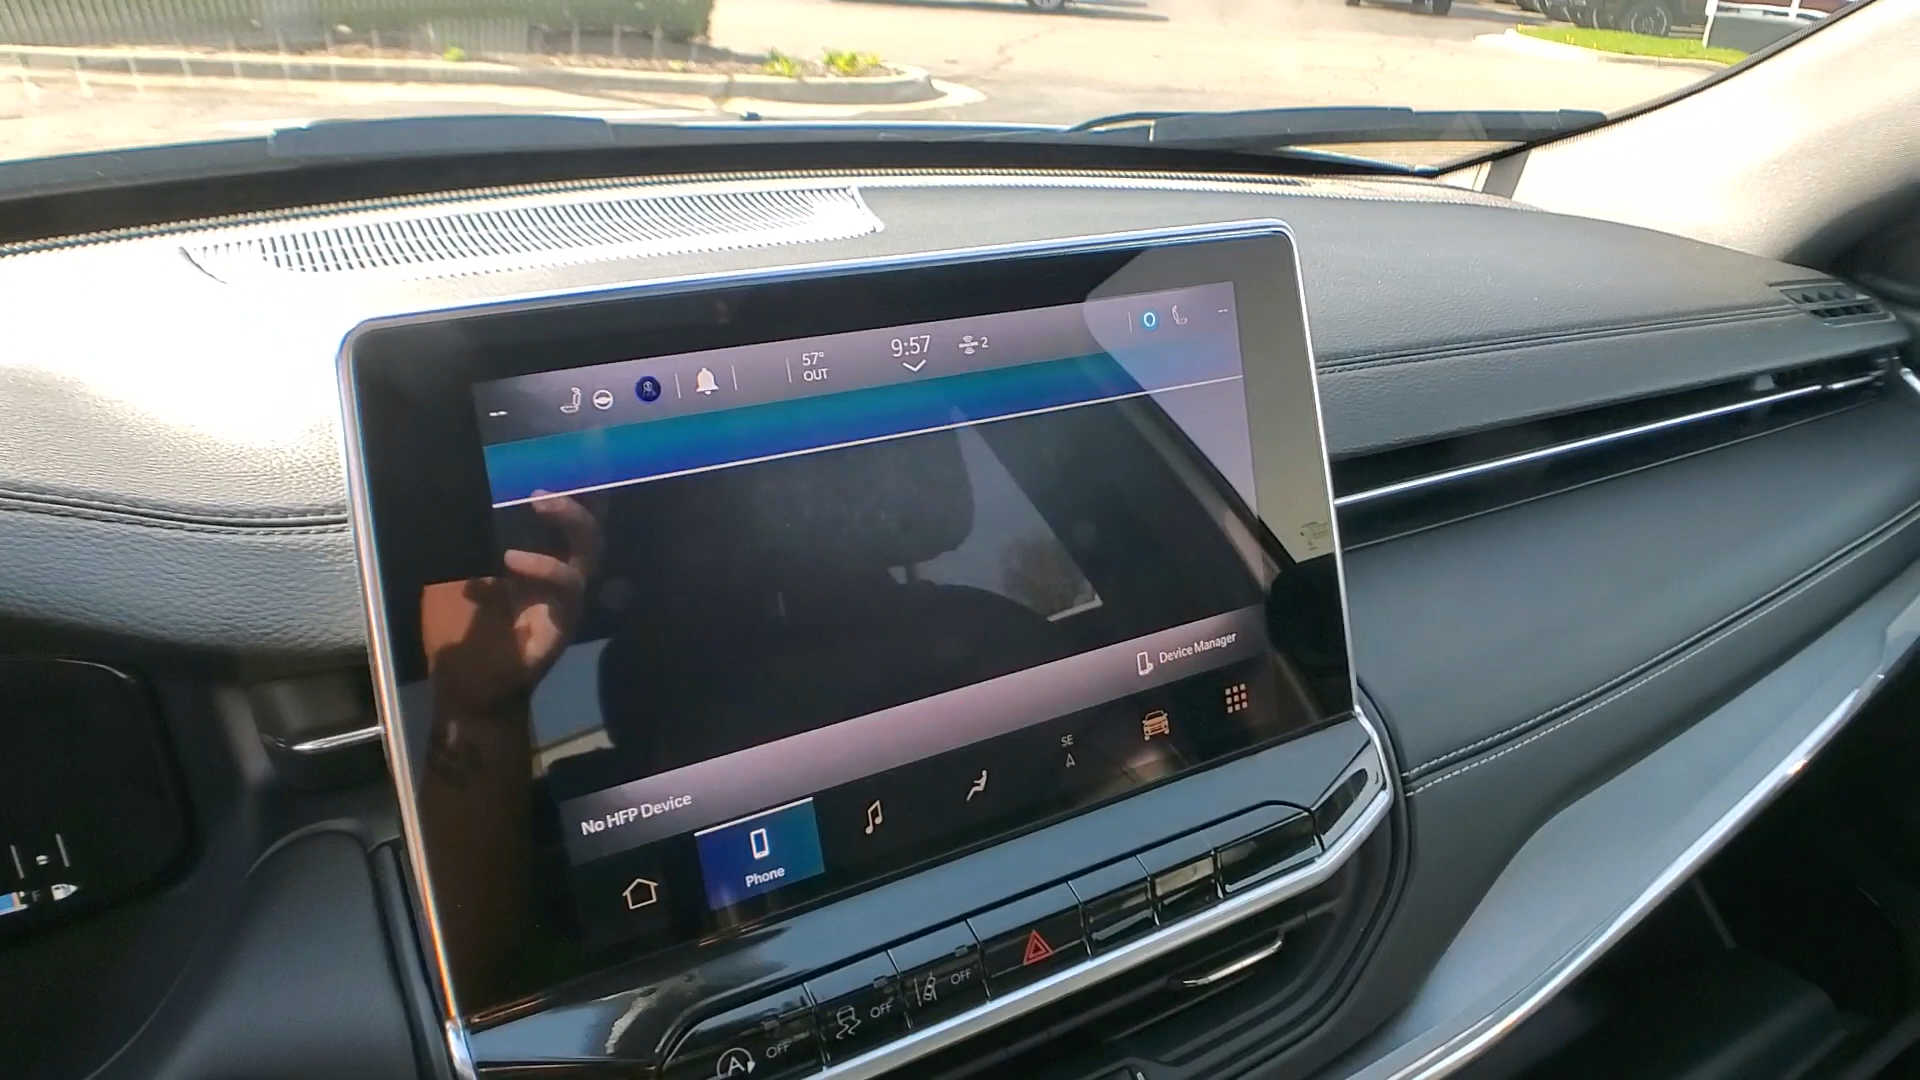 57°
OUT
9:57
2
--
--
Device Manager
SE
No HFP Device
Phone
OFF
OFF
A OFF